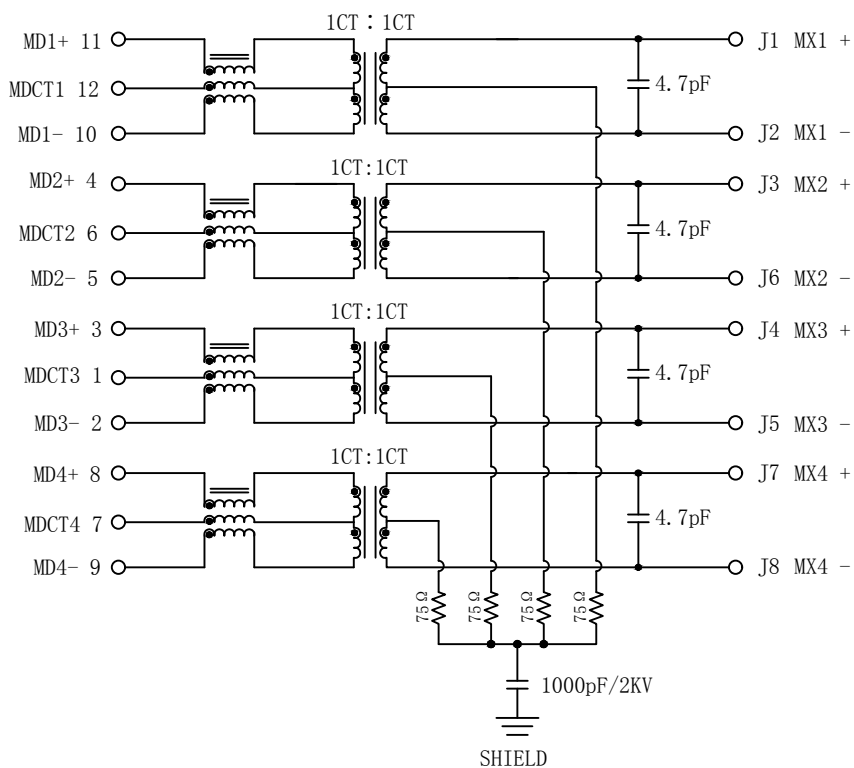 1CT：1CT
MD1+ 11
J1 MX1 +
MDCT1 12
4.7pF
MD1- 10
J2 MX1 -
1CT:1CT
MD2+ 4
J3 MX2 +
MDCT2 6
4.7pF
MD2- 5
J6 MX2 -
1CT:1CT
MD3+ 3
J4 MX3 +
MDCT3 1
4.7pF
MD3- 2
J5 MX3 -
1CT:1CT
MD4+ 8
J7 MX4 +
MDCT4 7
4.7pF
MD4- 9
J8 MX4 -
75Ω
75Ω
75Ω
75Ω
1000pF/2KV
SHIELD